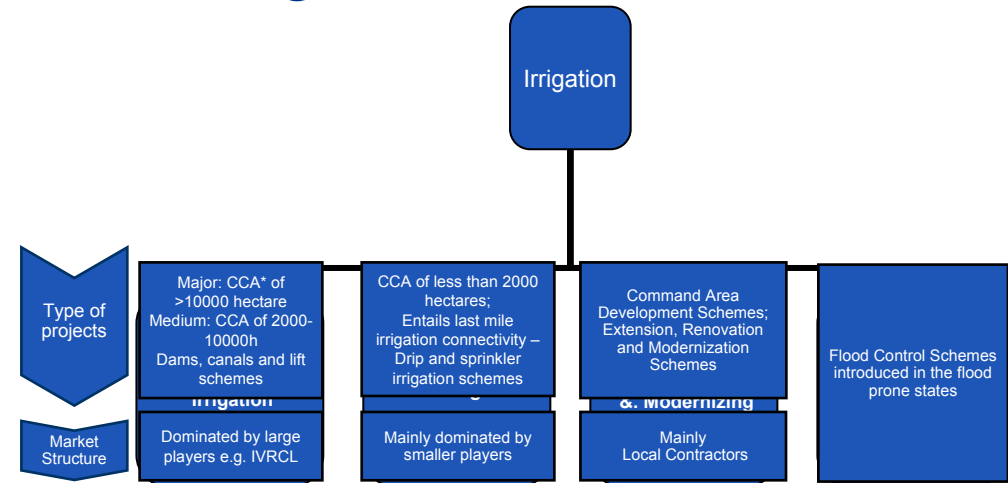 Irrigation
Type of
projects
Major: CCA* of
>10000 hectare
Medium: CCA of 2000-
10000h
Dams, canals and lift
schemes
CCA of less than 2000
hectares;
Entails last mile
irrigation connectivity –
Drip and sprinkler
irrigation schemes
Command Area
Development Schemes;
Extension, Renovation
and Modernization
Schemes
Flood Control Schemes
introduced in the flood
prone states
Irrigation
&. Modernizing
Market
Structure
Dominated by large
players e.g. IVRCL
Mainly dominated by
smaller players
Mainly
Local Contractors